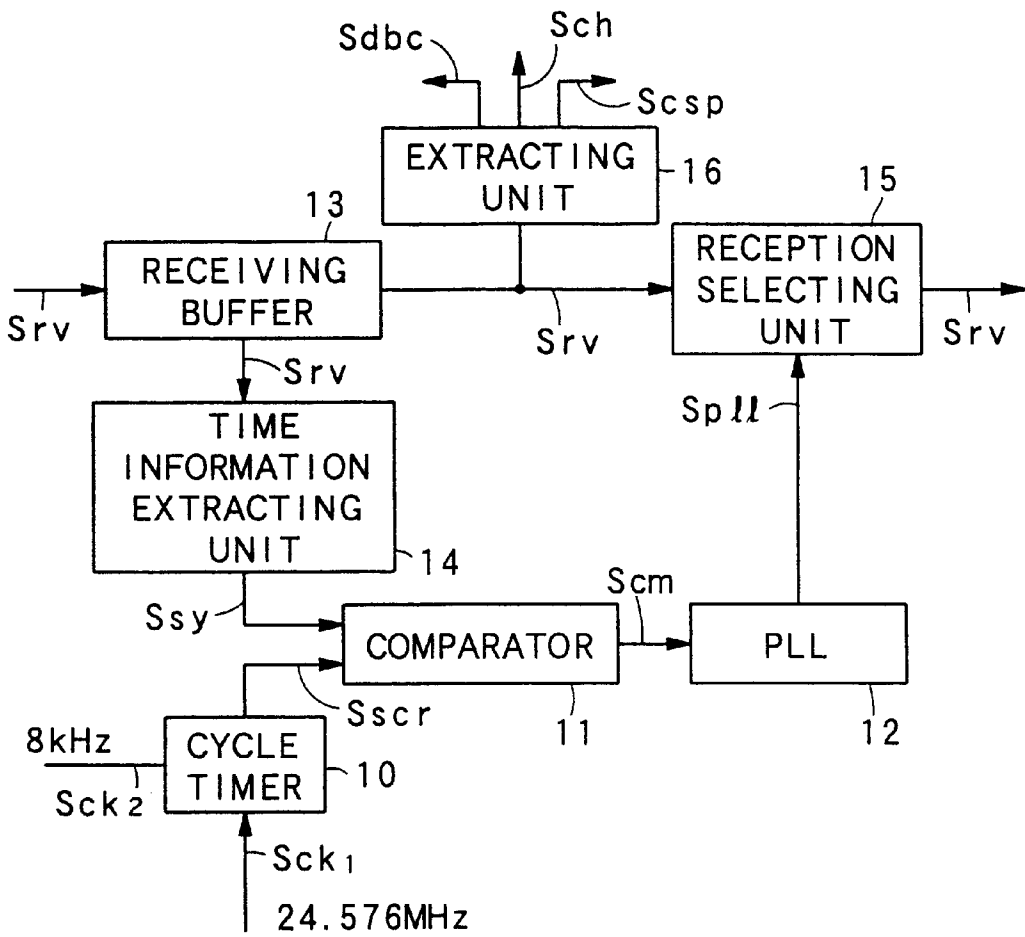 Sdbc
Sch
Scsp
EXTRACTING
UNIT
16
13
15
RECEIVING
BUFFER
RECEPTION
SELECTING
UNIT
Srv
Srv
Srv
Srv
Spll
TIME
INFORMATION
EXTRACTING
UNIT
14
Ssy
Scm
COMPARATOR
PLL
Sscr
11
12
8kHz
CYCLE
TIMER
10
Sck2
Sck1
24.576MHz